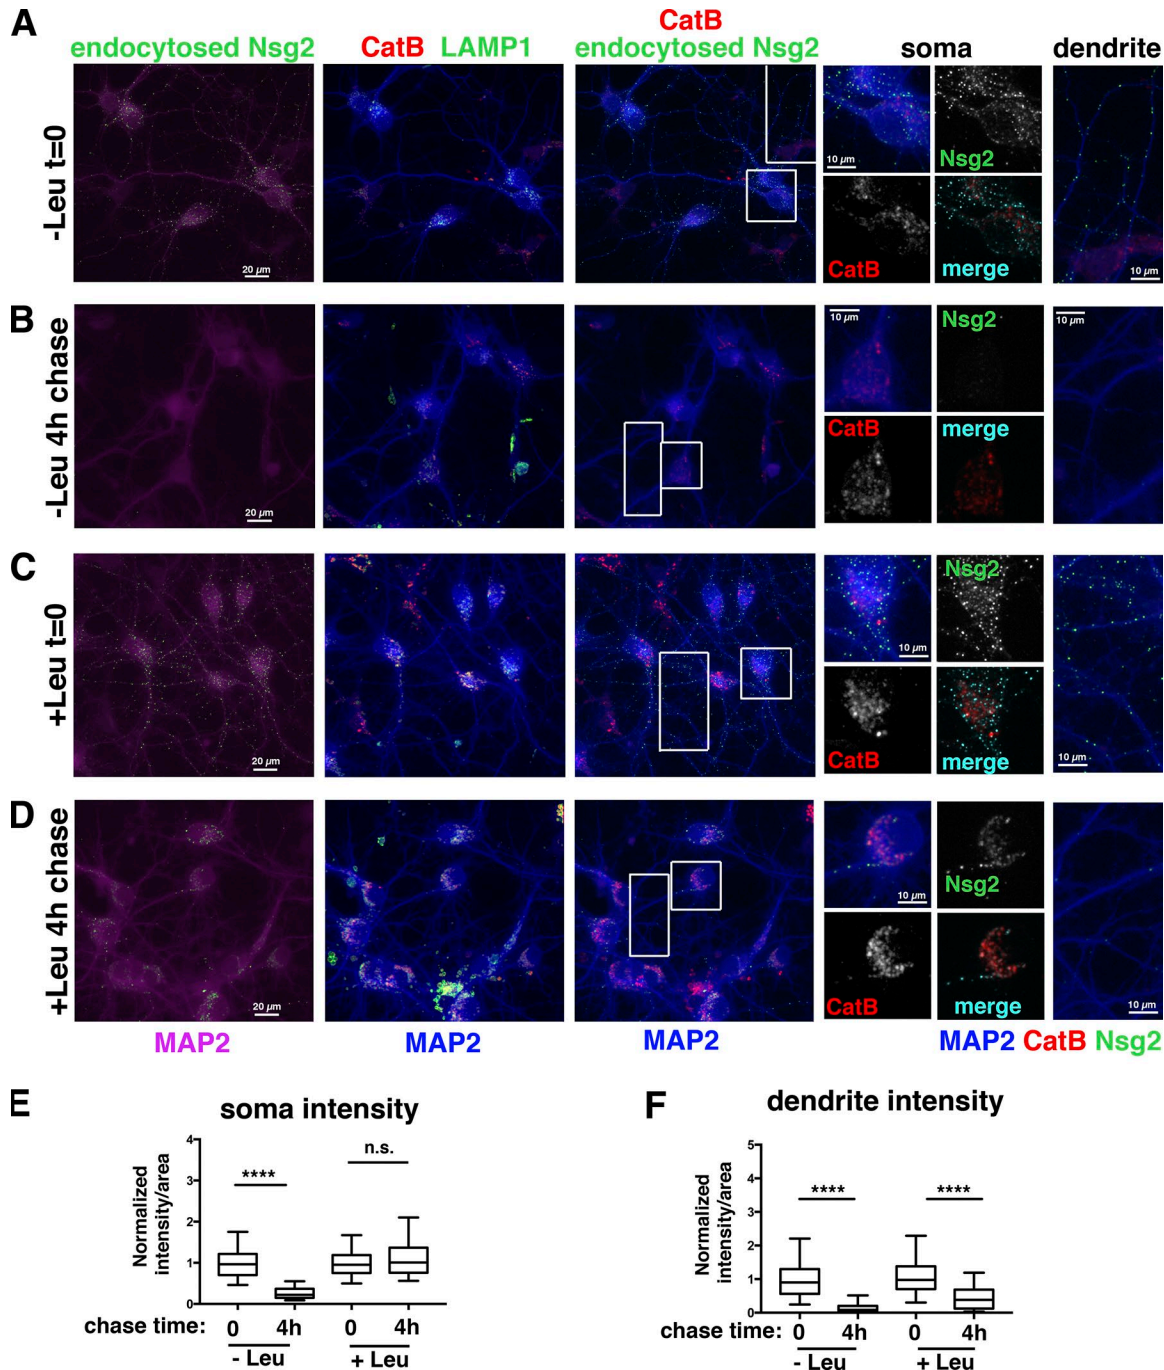 A
endocytosed Nsg2
CatB LAMP1
CatB
endocytosed Nsg2
soma
dendrite
-Leu t=0
20 µm
10 µm
Nsg2
CatB
merge
10 µm
B
-Leu 4h chase
20 µm
10 µm
Nsg2
CatB
merge
10 µm
C
+Leu t=0
20 µm
10 µm
Nsg2
CatB
merge
10 µm
D
+Leu 4h chase
20 µm
10 µm
Nsg2
CatB
merge
10 µm
MAP2
MAP2
MAP2
MAP2 CatB Nsg2
E
soma intensity
Normalized
intensity/area
4
3
2
1
0
****
n.s.
chase time: 0 4h 0 4h
- Leu + Leu
F
dendrite intensity
Normalized
intensity/area
5
4
3
2
1
0
****
****
chase time: 0 4h 0 4h
- Leu + Leu